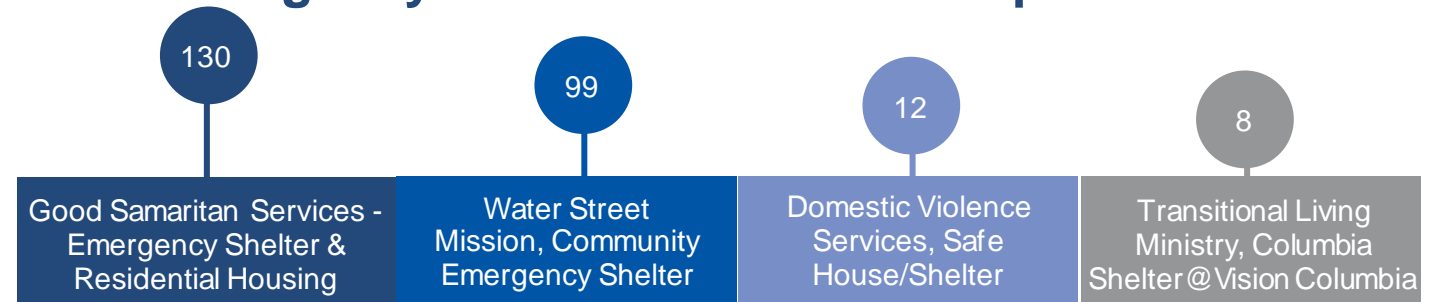 130
99
12
8
Good Samaritan Services -
Emergency Shelter &
Residential Housing
Water Street
Mission, Community
Emergency Shelter
Domestic Violence
Services, Safe
House/Shelter
Transitional Living
Ministry, Columbia
Shelter@Vision Columbia